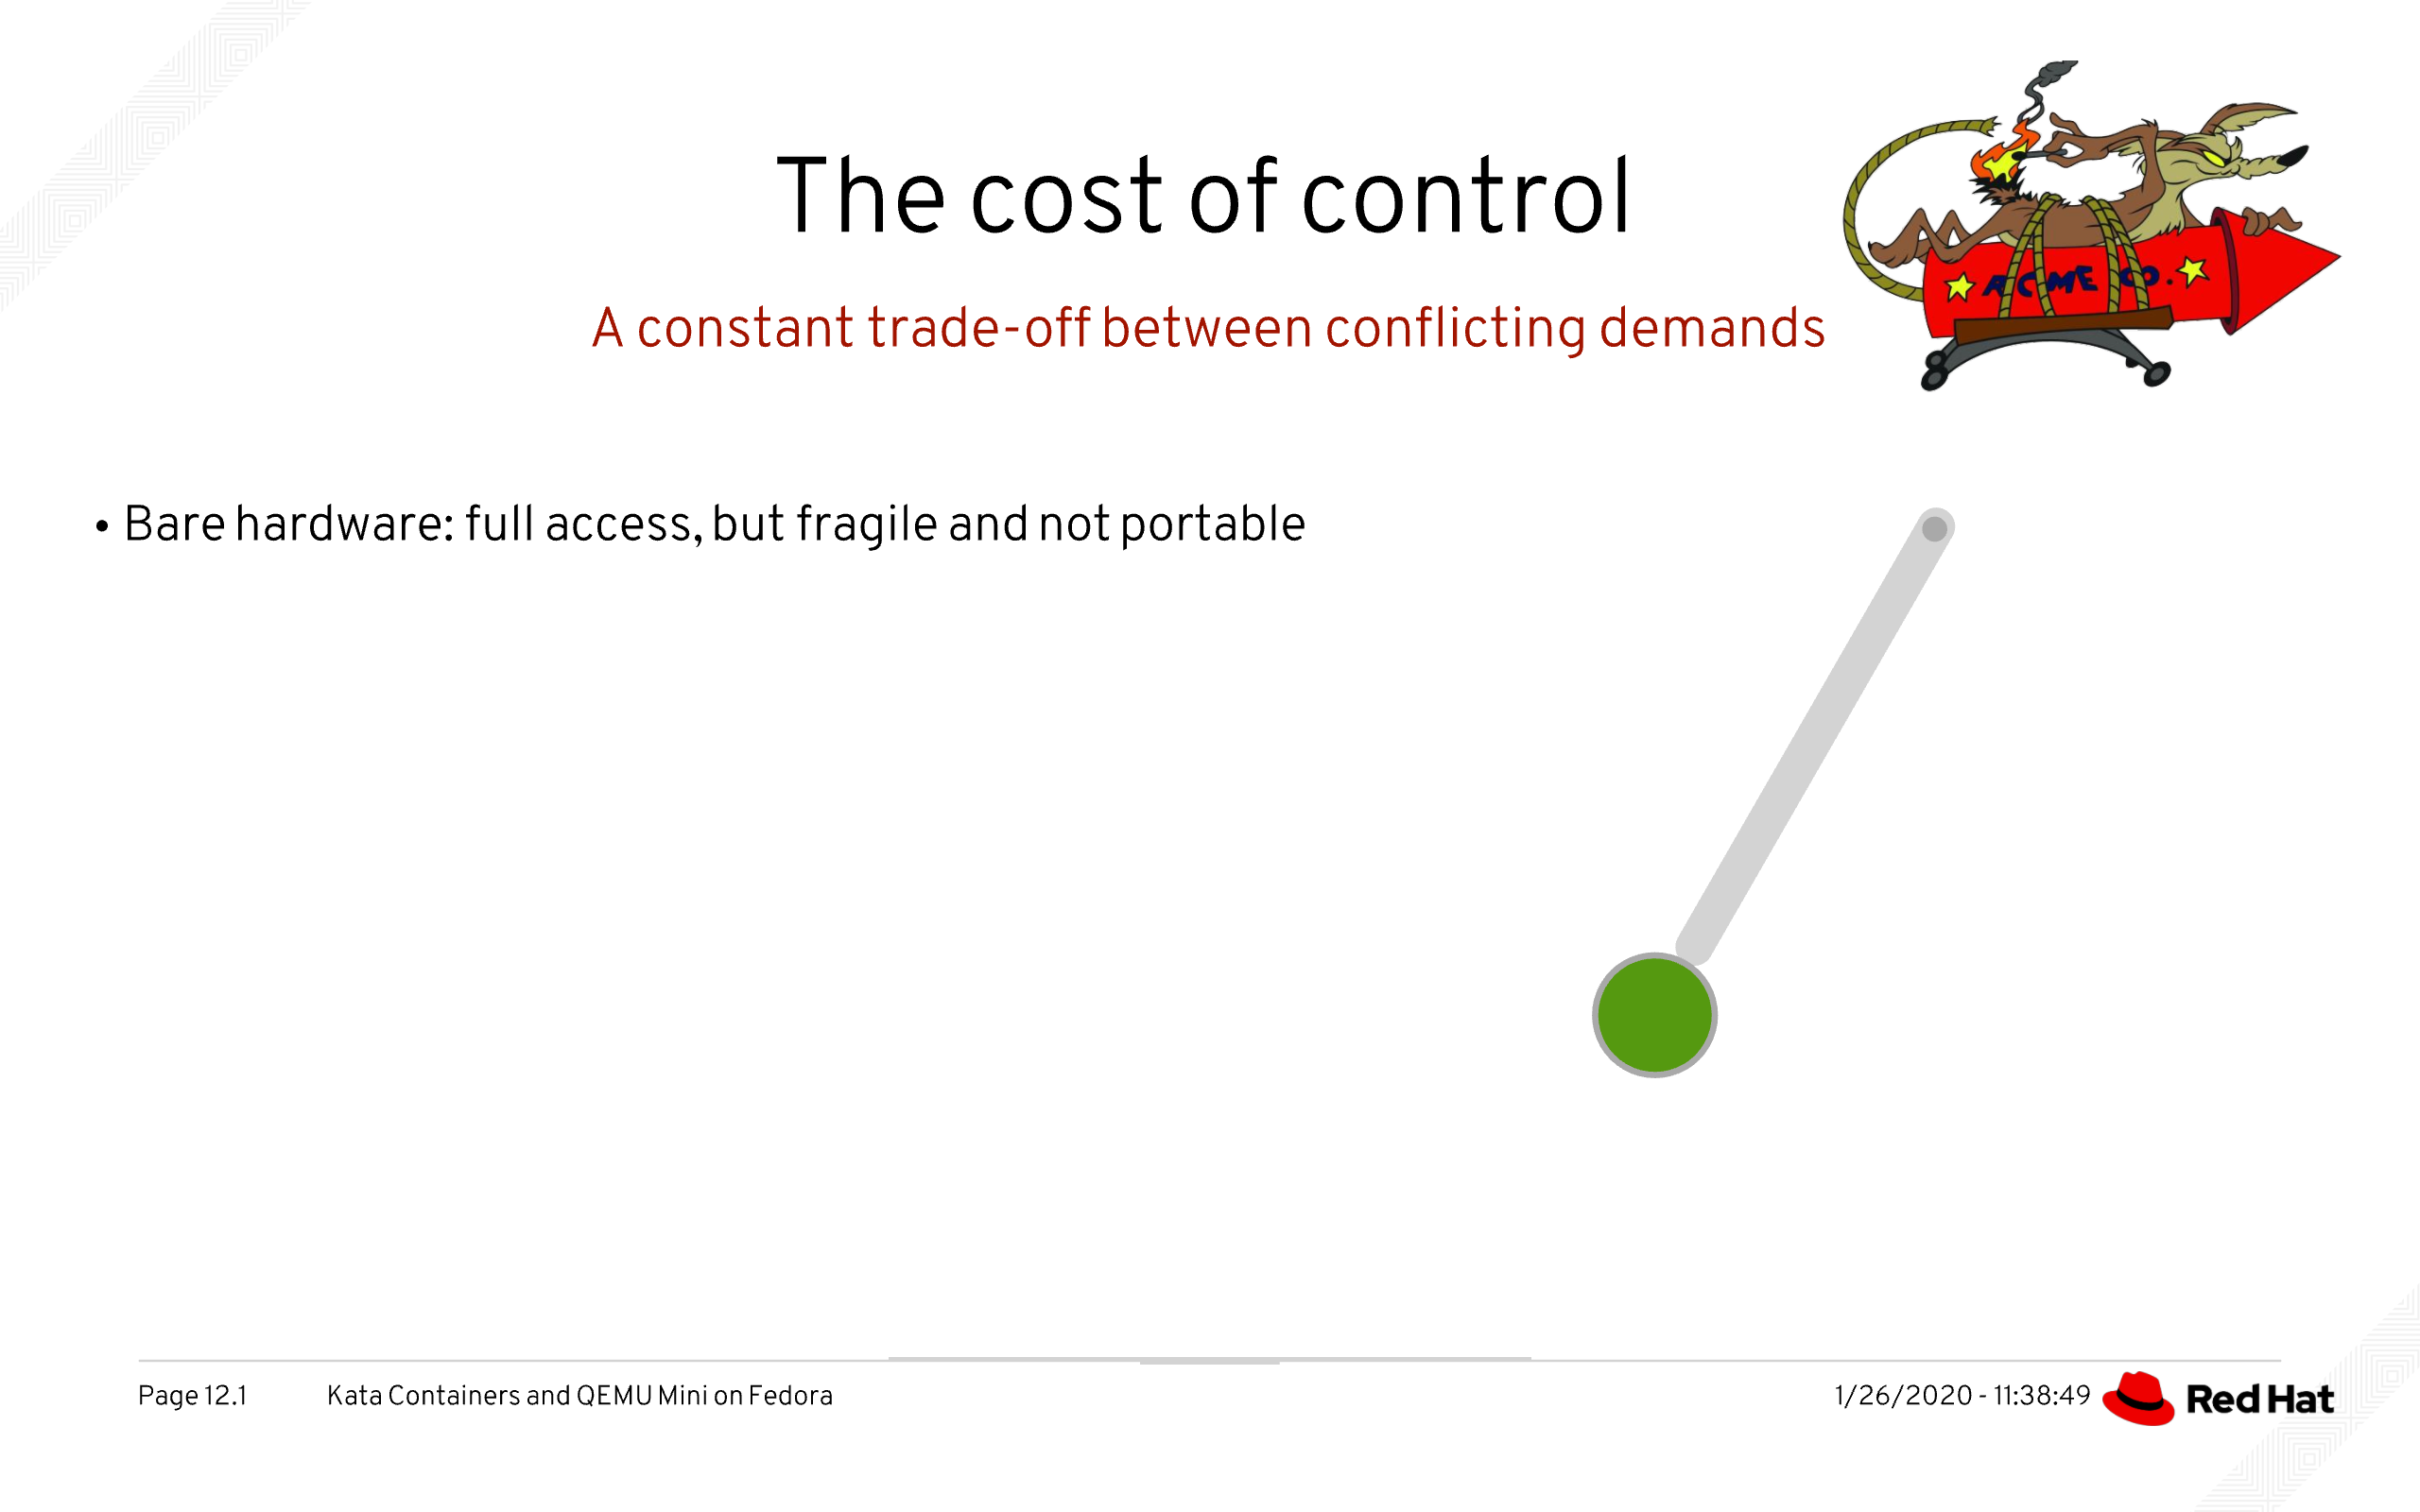 The cost of control
A constant trade-off between conflicting demands
ACME CO.
• Bare hardware: full access, but fragile and not portable
Page 12.1 Kata Containers and QEMU Mini on Fedora 1/26/2020 - 11:38:49 Red Hat